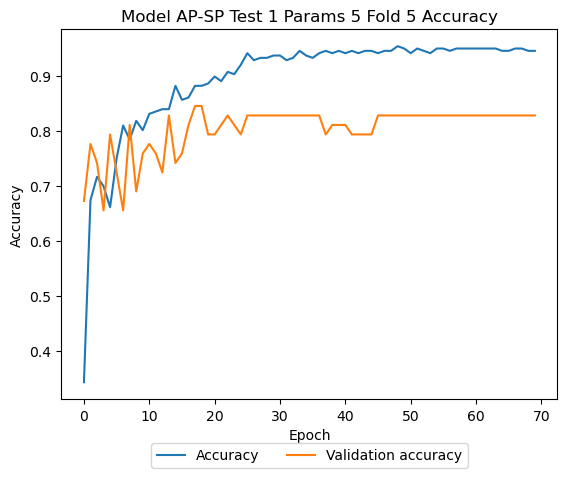 Model AP-SP Test 1 Params 5 Fold 5 Accuracy
Accuracy
0.9
0.8
0.7
0.6
0.5
0.4
0 10 20 30 40 50 60 70
Epoch
Accuracy Validation accuracy